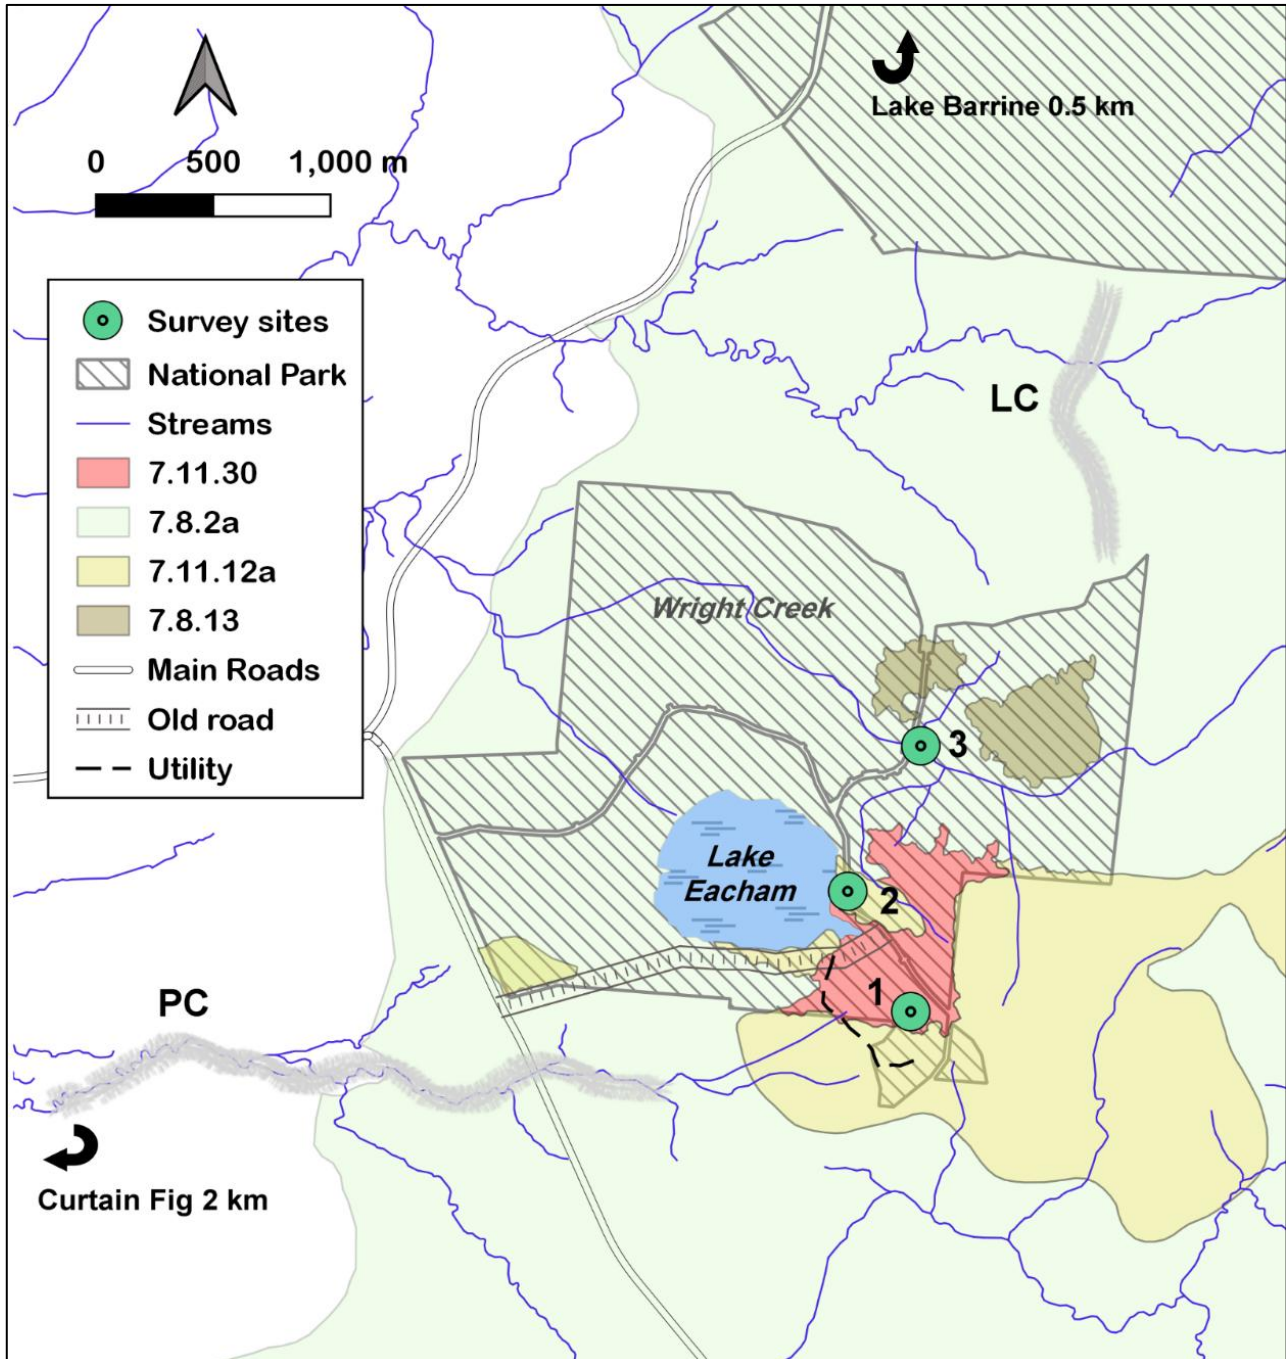 Lake Barrine 0.5 km
0 500 1,000 m
Survey sites
National Park
Streams
7.11.30
7.8.2a
7.11.12a
7.8.13
Main Roads
Old road
Utility
LC
Wright Creek
3
Lake
Eacham
2
1
PC
Curtain Fig 2 km